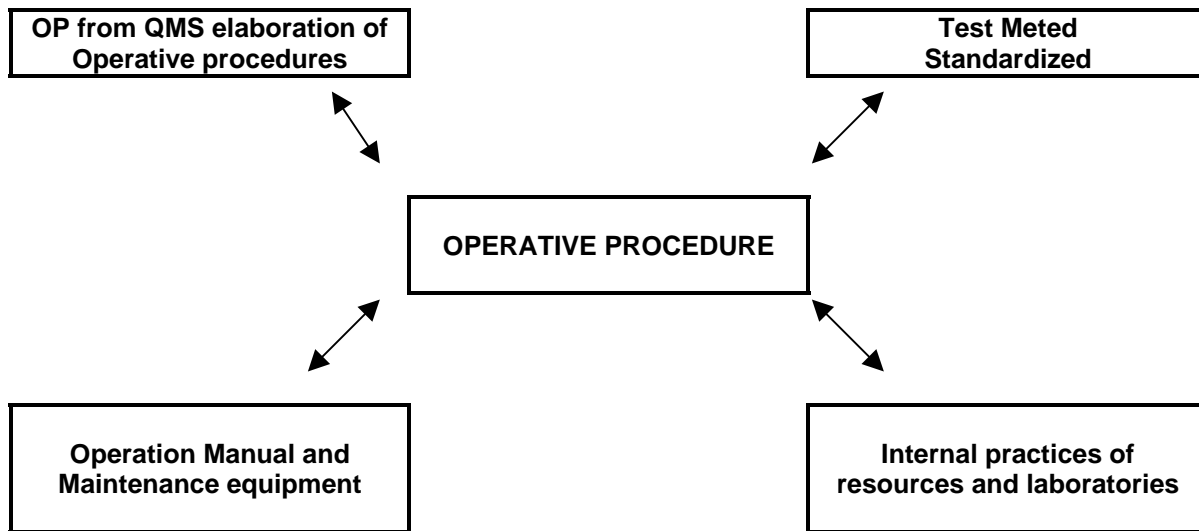 OP from QMS elaboration of
Operative procedures
Test Meted
Standardized
OPERATIVE PROCEDURE
Operation Manual and
Maintenance equipment
Internal practices of
resources and laboratories